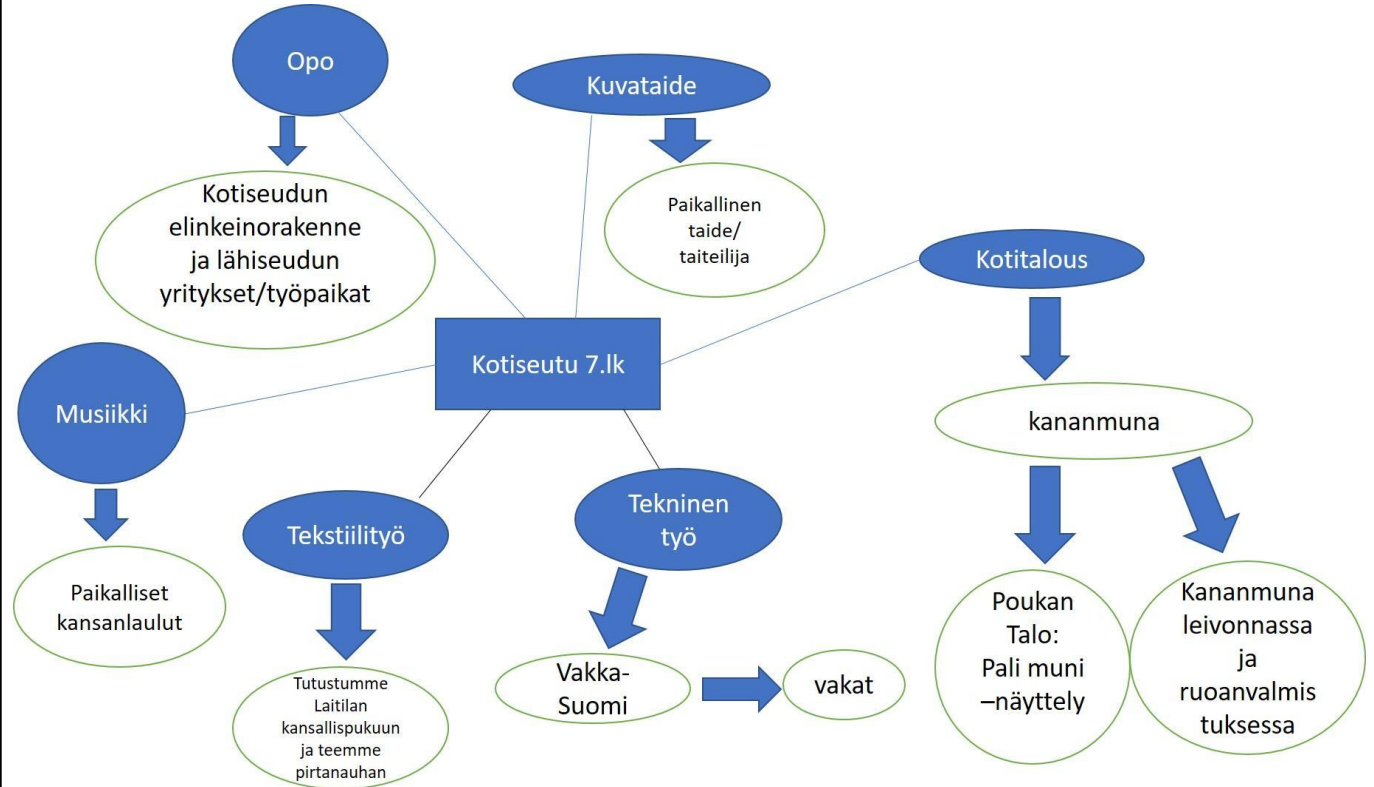 Opo
Kotiseudun
elinkeinorakenne
ja lähiseudun
yritykset/työpaikat
Kuvataide
Paikallinen
taide/
taiteilija
Kotitalous
kananmuna
Poukan
Talo:
Pali muni
–näyttely
Kananmuna
leivonnassa
ja
ruoanvalmis
tuksessa
Kotiseutu 7.lk
Musiikki
Paikalliset
kansanlaulut
Tekstiilityö
Tutustumme
Laitilan
kansallispukuun
ja teemme
pirtanauhan
Tekninen
työ
Vakka-
Suomi
vakat